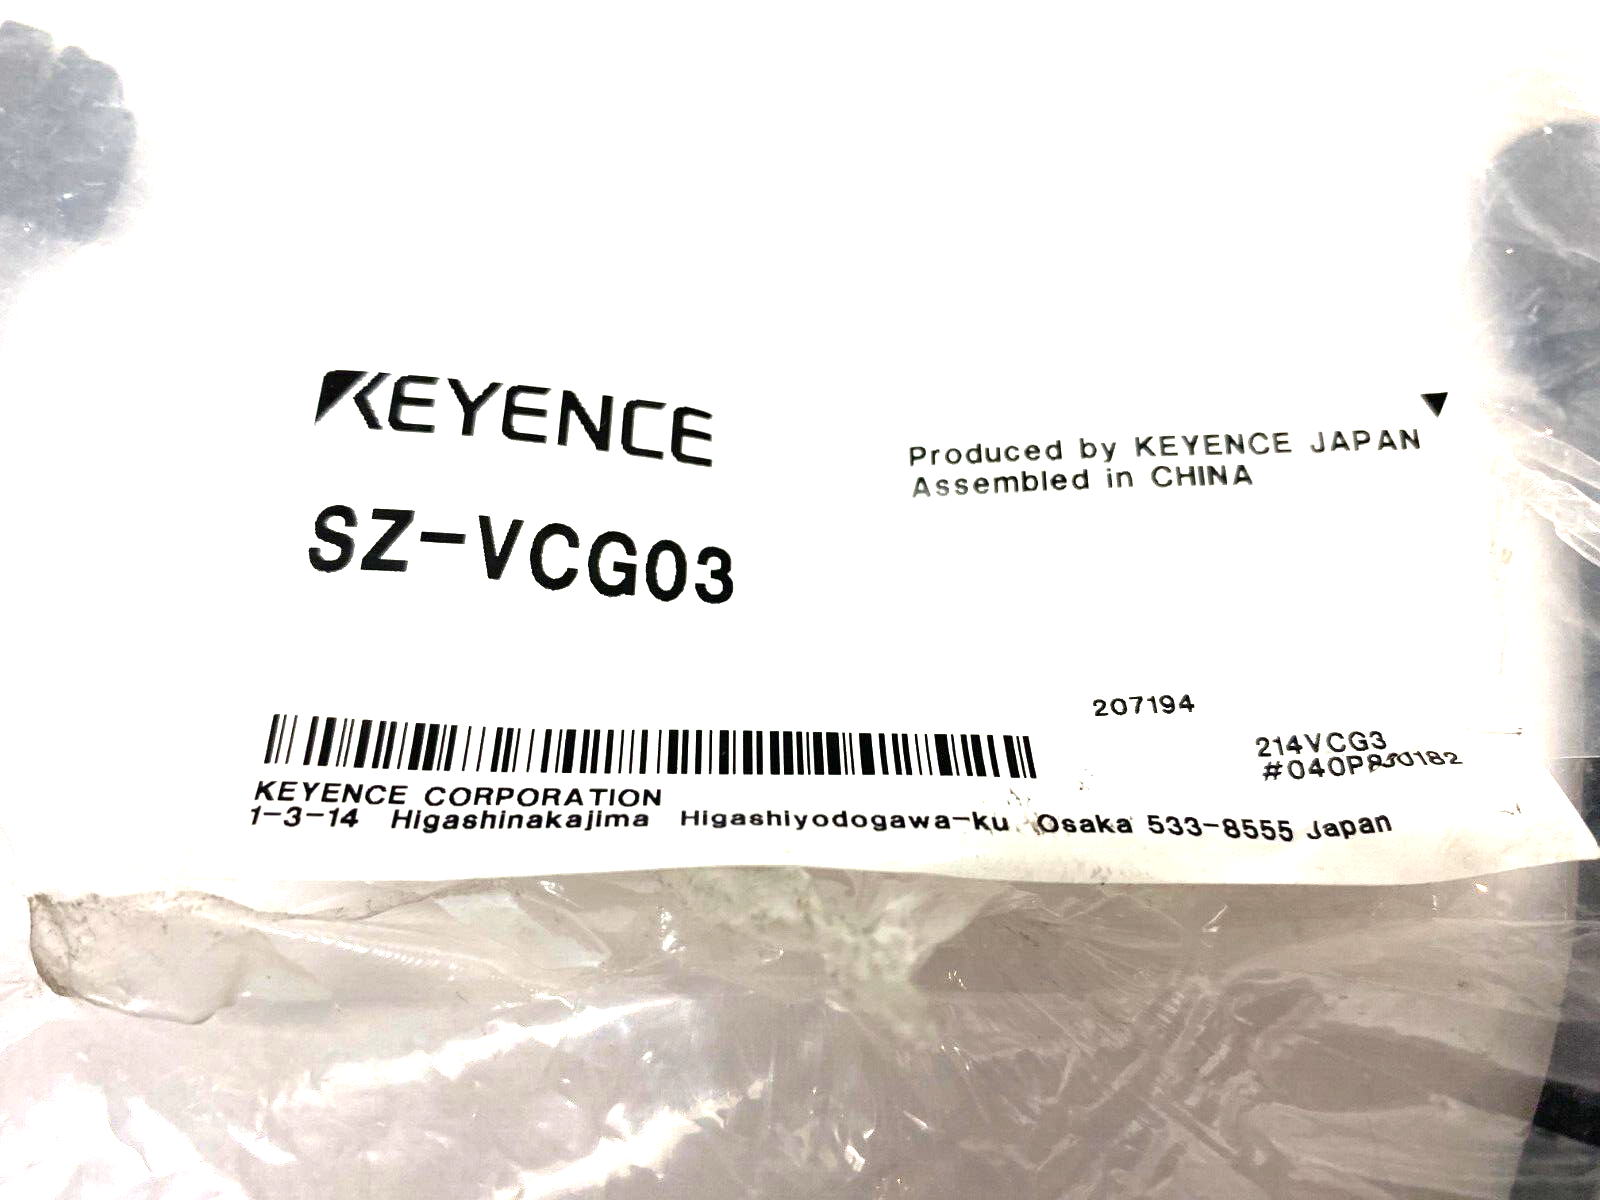 KEYENCE
Produced by KEYENCE JAPAN
Assembled in CHINA
SZ-VCG03
207194
214VCG3
KEYENCE CORPORATION
1-3-14 Higashinakajima Higashiyodogawa-ku Osaka 533-8555 Japan